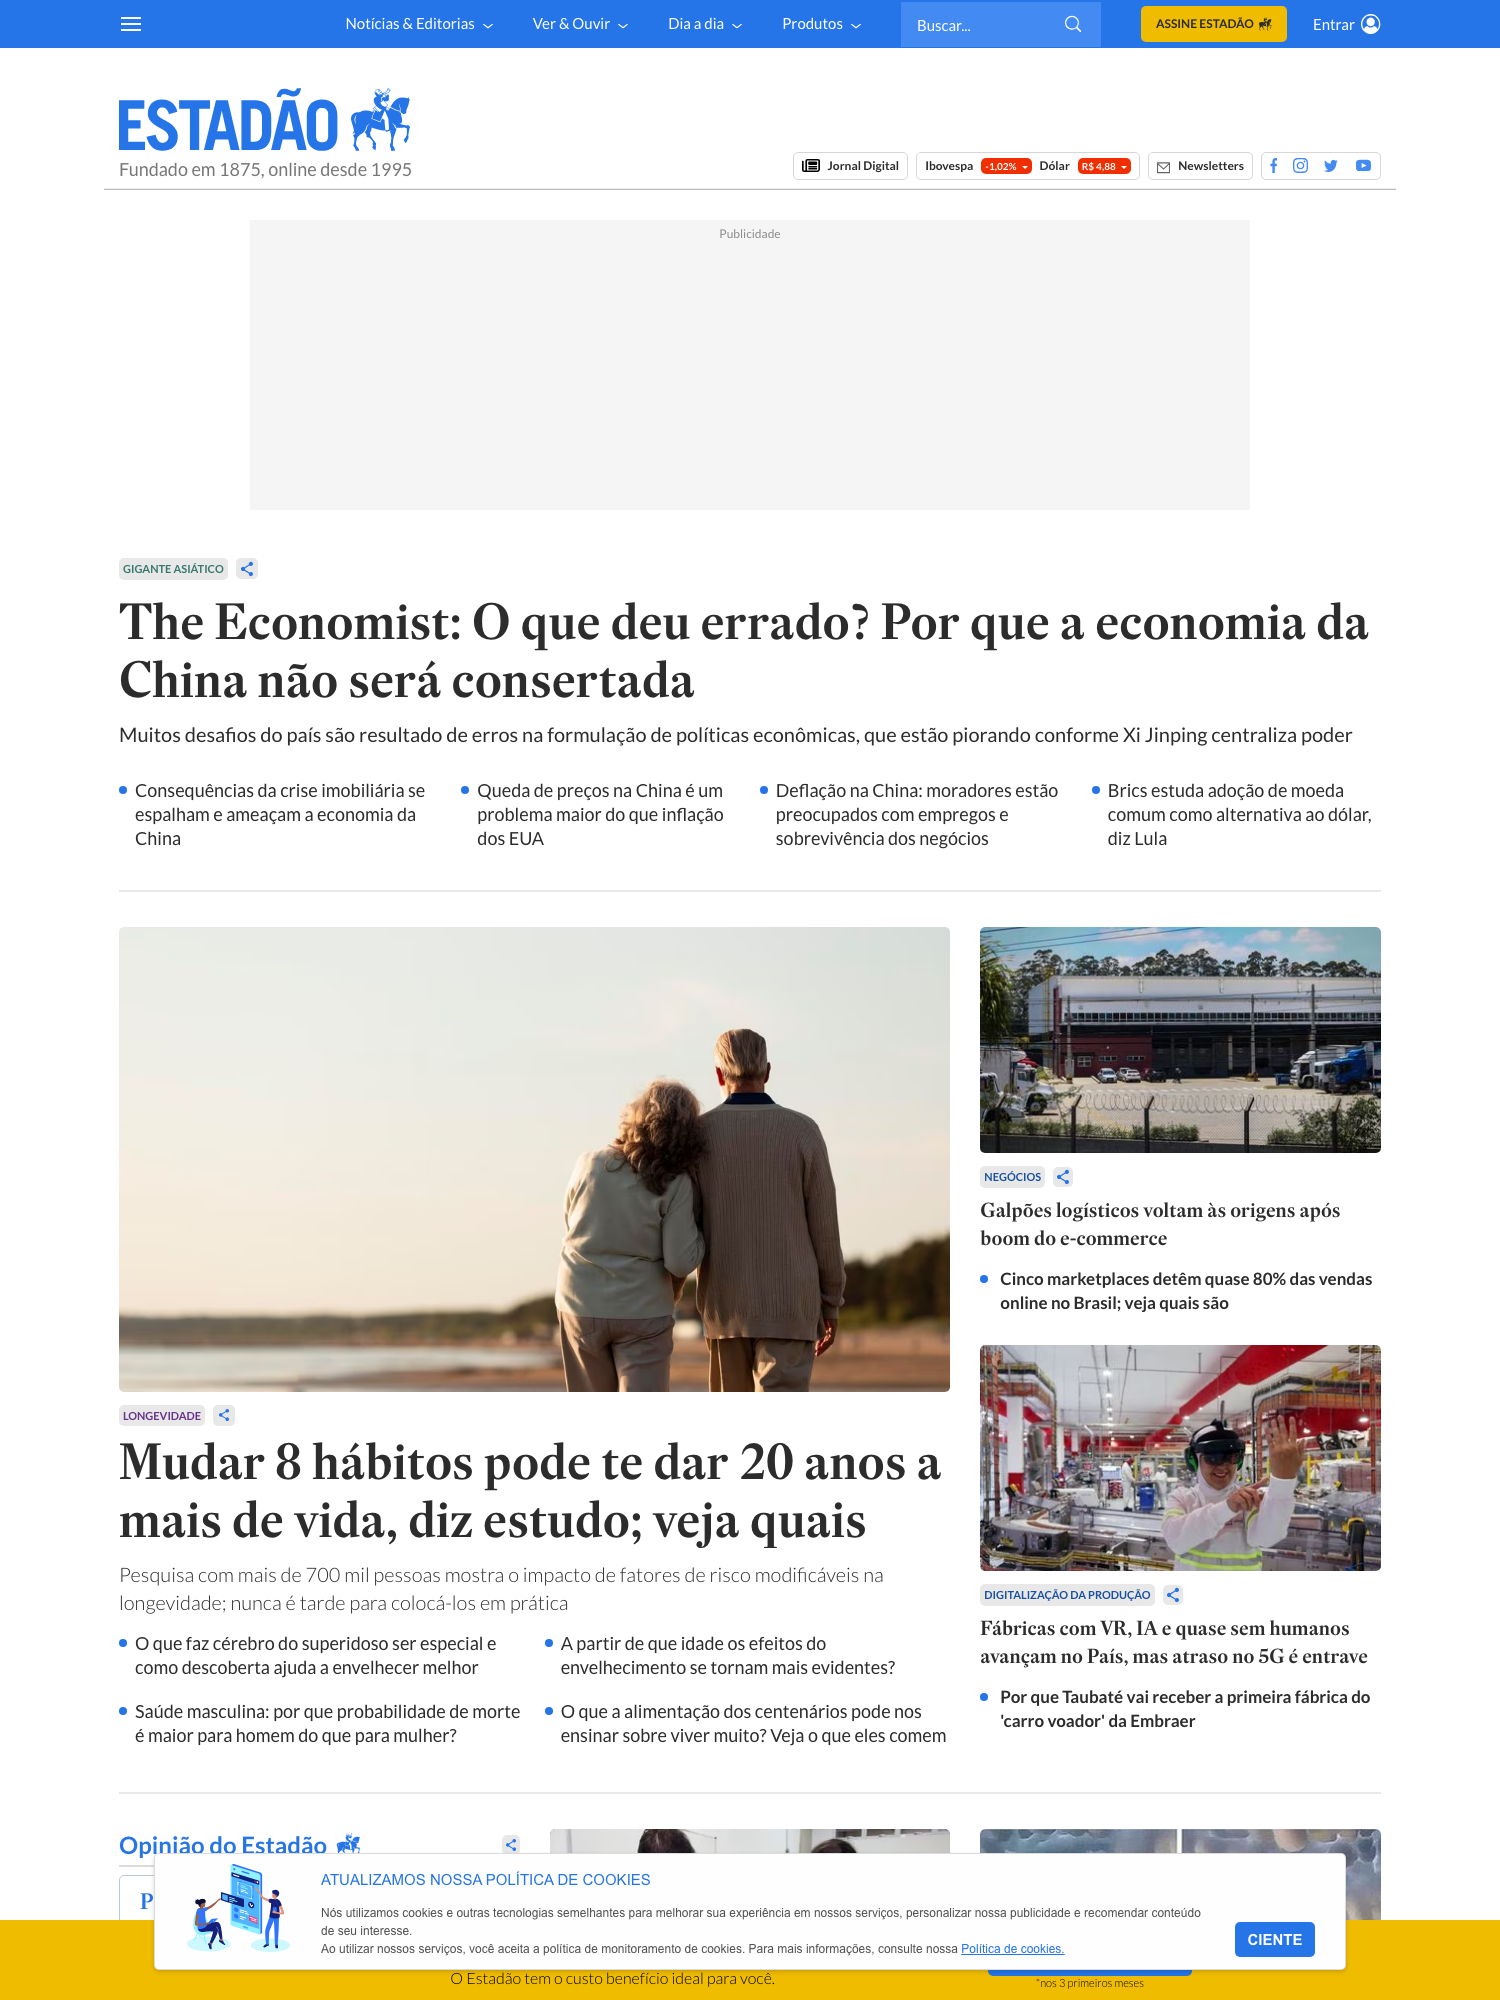 Notícias & Editorias
Ver & Ouvir
Dia a dia
Produtos
Buscar...
ASSINE ESTADÃO
Entrar
ESTADÃO
Fundado em 1875, online desde 1995
Jornal Digital
Ibovespa -1,02% Dólar R$ 4,88
Newsletters
Publicidade
GIGANTE ASIÁTICO
The Economist: O que deu errado? Por que a economia da
China não será consertada
Muitos desafios do país são resultado de erros na formulação de políticas econômicas, que estão piorando conforme Xi Jinping centraliza poder
Consequências da crise imobiliária se
espalham e ameaçam a economia da
China
Queda de preços na China é um
problema maior do que inflação
dos EUA
Deflação na China: moradores estão
preocupados com empregos e
sobrevivência dos negócios
Brics estuda adoção de moeda
comum como alternativa ao dólar,
diz Lula
LONGEVIDADE
Mudar 8 hábitos pode te dar 20 anos a
mais de vida, diz estudo; veja quais
Pesquisa com mais de 700 mil pessoas mostra o impacto de fatores de risco modificáveis na
longevidade; nunca é tarde para colocá-los em prática
O que faz cérebro do superidoso ser especial e
como descoberta ajuda a envelhecer melhor
A partir de que idade os efeitos do
envelhecimento se tornam mais evidentes?
Saúde masculina: por que probabilidade de morte
é maior para homem do que para mulher?
O que a alimentação dos centenários pode nos
ensinar sobre viver muito? Veja o que eles comem
NEGÓCIOS
Galpões logísticos voltam às origens após
boom do e-commerce
Cinco marketplaces detêm quase 80% das vendas
online no Brasil; veja quais são
DIGITALIZAÇÃO DA PRODUÇÃO
Fábricas com VR, IA e quase sem humanos
avançam no País, mas atraso no 5G é entrave
Por que Taubaté vai receber a primeira fábrica do
'carro voador' da Embraer
Opinião do Estadão
P
ATUALIZAMOS NOSSA POLÍTICA DE COOKIES
Nós utilizamos cookies e outras tecnologias semelhantes para melhorar sua experiência em nossos serviços, personalizar nossa publicidade e recomendar conteúdo
de seu interesse.
Ao utilizar nossos serviços, você aceita a política de monitoramento de cookies. Para mais informações, consulte nossa Política de cookies.
CIENTE
O Estadão tem o custo benefício ideal para você.
*nos 3 primeiros meses